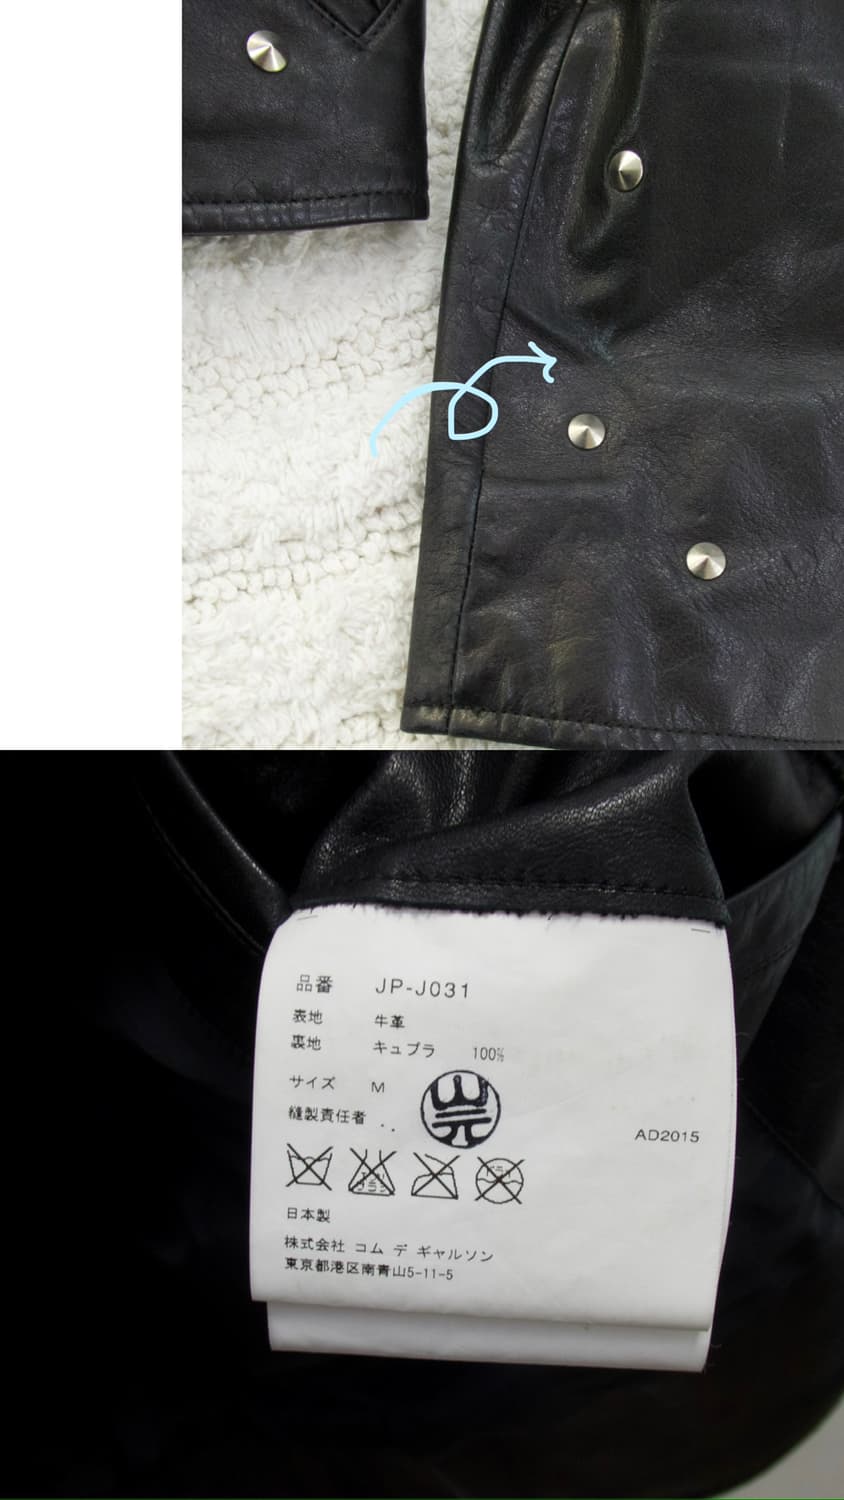 品番 JP-J031
表地 牛革
裏地 キュプラ 100%
サイズ M
縫製責任者
山元
AD2015
日本製
株式会社 コム デ ギャルソン
東京都港区南青山5-11-5